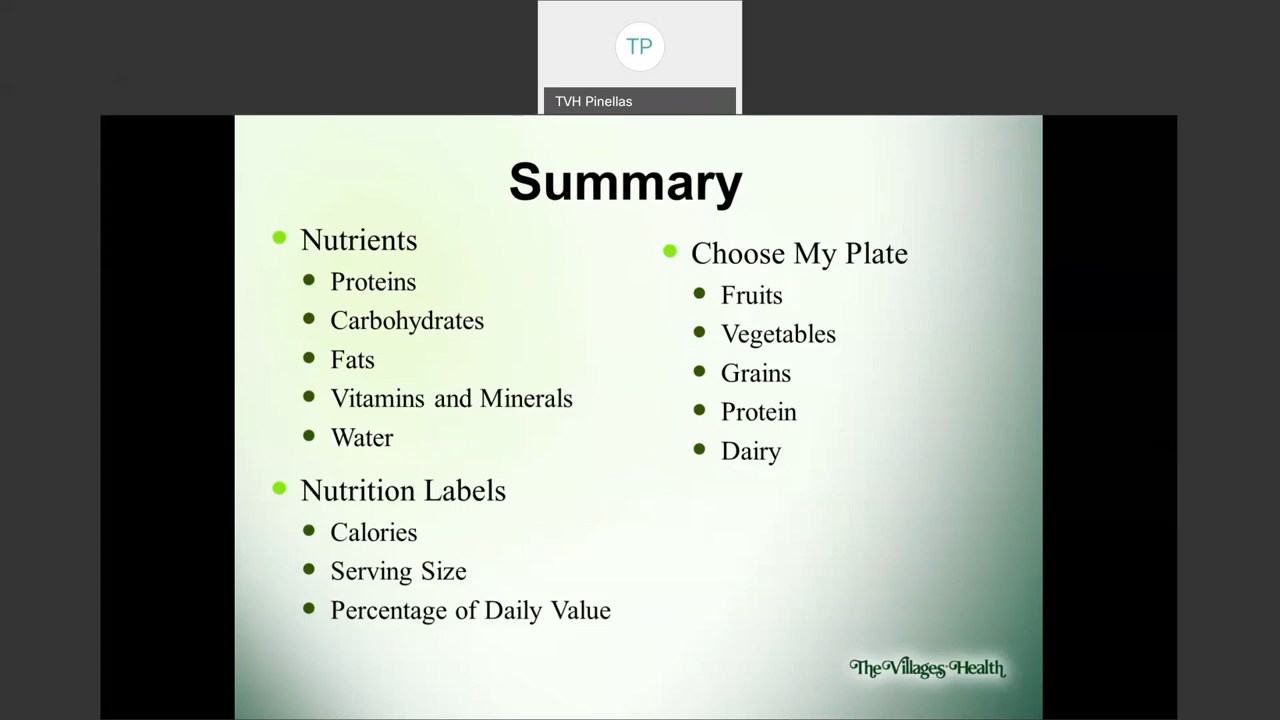 TP
TVH Pinellas
Summary
Nutrients
Proteins
Carbohydrates
Fats
Vitamins and Minerals
Water
Nutrition Labels
Calories
Serving Size
Percentage of Daily Value
Choose My Plate
Fruits
Vegetables
Grains
Protein
Dairy
The Villages Health